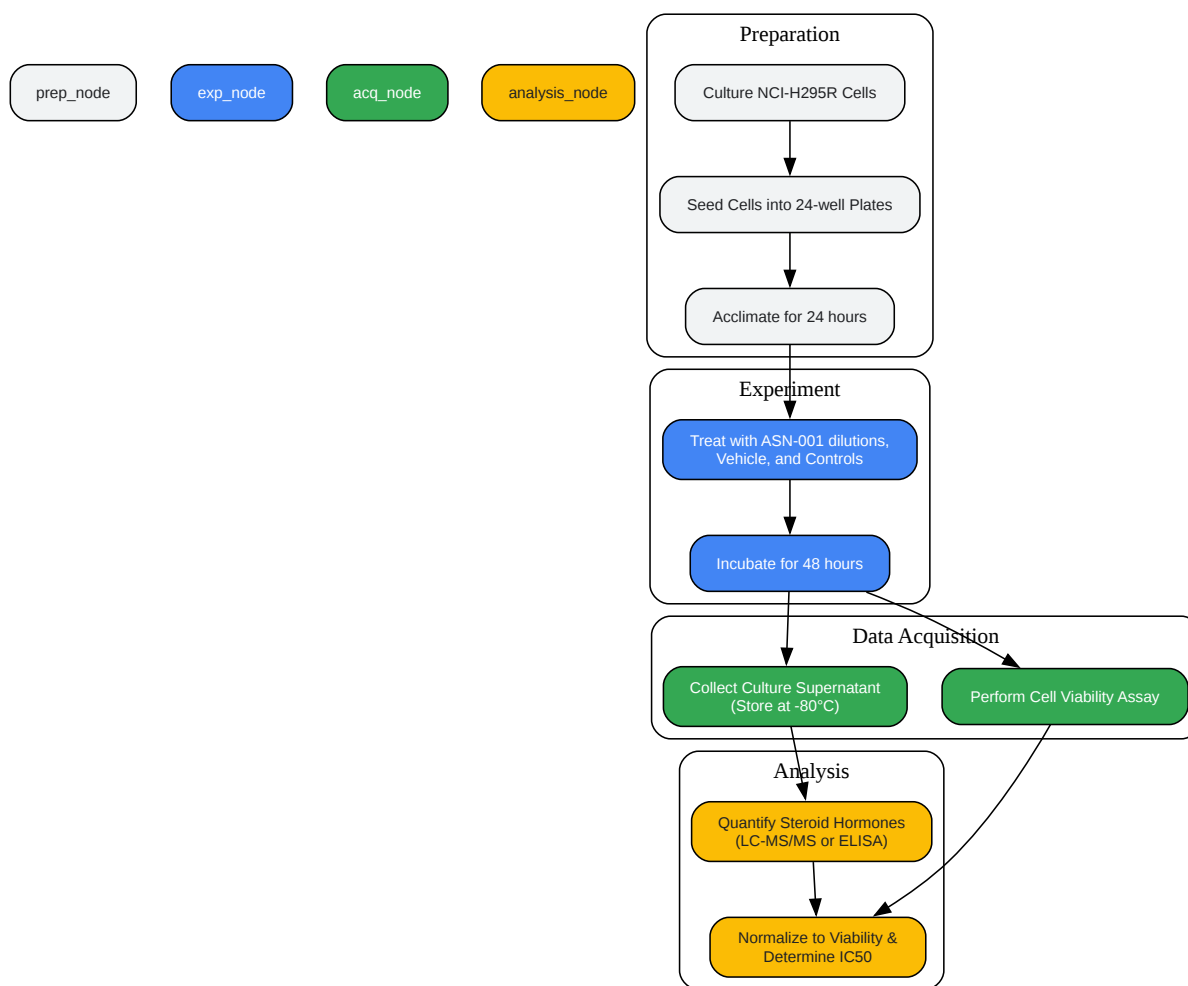 Preparation
prep_node
exp_node
acq_node
analysis_node
Culture NCI-H295R Cells
Seed Cells into 24-well Plates
Acclimate for 24 hours
Experiment
Treat with ASN-001 dilutions,
Vehicle, and Controls
Incubate for 48 hours
Data Acquisition
Collect Culture Supernatant
(Store at -80°C)
Perform Cell Viability Assay
Analysis
Quantify Steroid Hormones
(LC-MS/MS or ELISA)
Normalize to Viability &
Determine IC50